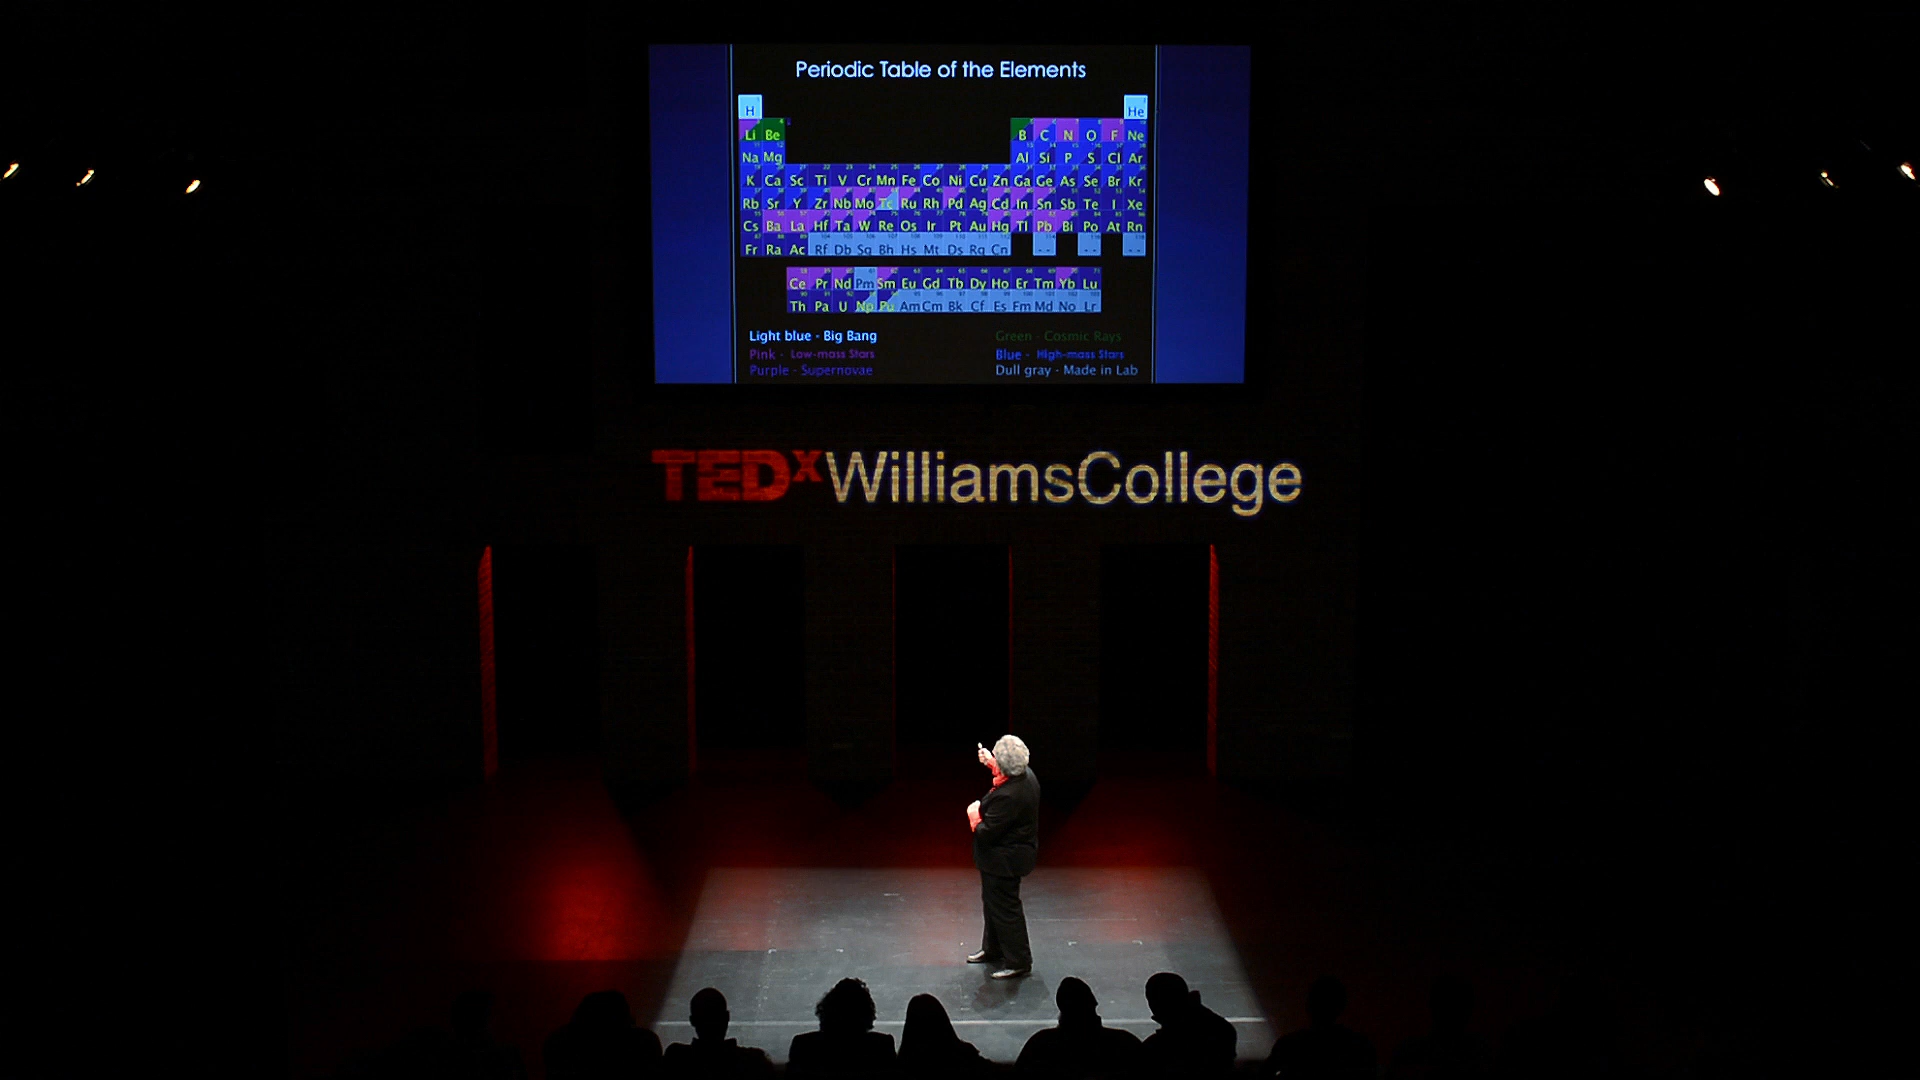 Periodic Table of the Elements
H He
Li Be B C N O F Ne
Na Mg Al Si P S Cl Ar
K Ca Sc Ti V Cr Mn Fe Co Ni Cu Zn Ga Ge As Se Br Kr
Rb Sr Y Zr Nb Mo Tc Ru Rh Pd Ag Cd In Sn Sb Te I Xe
Cs Ba La Hf Ta W Re Os Ir Pt Au Hg Tl Pb Bi Po At Rn
Fr Ra Ac Rf Db Sg Bh Hs Mt Ds Rg Cn -- -- --
Ce Pr Nd Pm Sm Eu Gd Tb Dy Ho Er Tm Yb Lu
Th Pa U Np Pu Am Cm Bk Cf Es Fm Md No Lr
Light blue - Big Bang Green - Cosmic Rays
Pink - Low-mass Stars Blue - High-mass Stars
Purple - Supernovae Dull gray - Made in Lab
TEDxWilliamsCollege